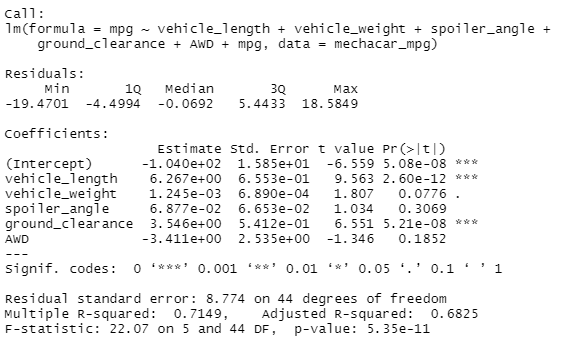 Call:
lm(formula = mpg ~ vehicle_length + vehicle_weight + spoiler_angle +
    ground_clearance + AWD + mpg, data = mechacar_mpg)
Residuals:
     Min       1Q   Median       3Q      Max
-19.4701  -4.4994  -0.0692   5.4433  18.5849
Coefficients:
                   Estimate Std. Error t value Pr(>|t|)
(Intercept)      -1.040e+02  1.585e+01  -6.559 5.08e-08 ***
vehicle_length    6.267e+00  6.553e-01   9.563 2.60e-12 ***
vehicle_weight    1.245e-03  6.890e-04   1.807   0.0776 .
spoiler_angle     6.877e-02  6.653e-02   1.034   0.3069
ground_clearance  3.546e+00  5.412e-01   6.551 5.21e-08 ***
AWD              -3.411e+00  2.535e+00  -1.346   0.1852
---
Signif. codes:  0 ‘***’ 0.001 ‘**’ 0.01 ‘*’ 0.05 ‘.’ 0.1 ‘ ’ 1
Residual standard error: 8.774 on 44 degrees of freedom
Multiple R-squared:  0.7149,    Adjusted R-squared:  0.6825
F-statistic: 22.07 on 5 and 44 DF,  p-value: 5.35e-11